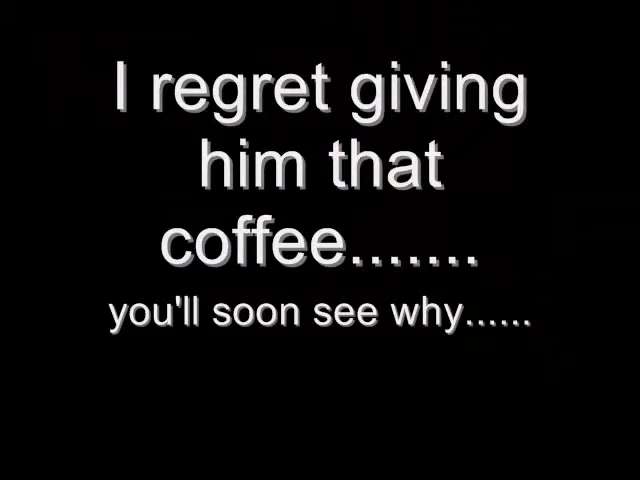 I regret giving
him that
coffee.......
you'll soon see why......